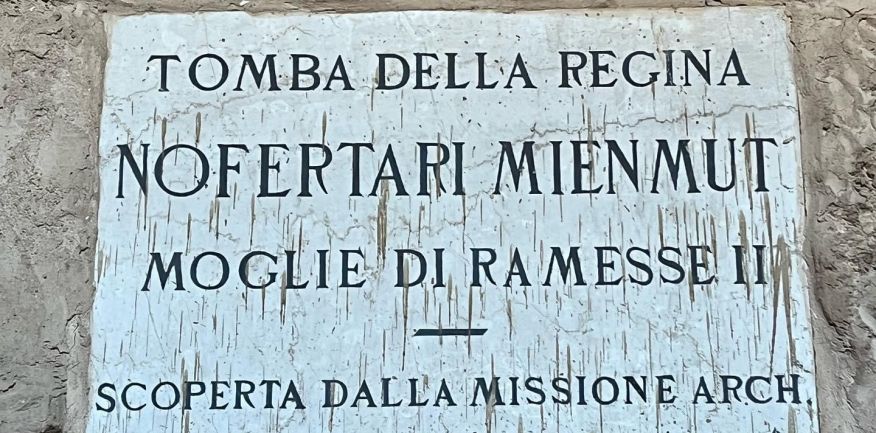 TOMBA DELLA REGINA
NOFERTARI MIENMUT
MOGLIE DI RAMESSE II
SCOPERTA DALLA MISSIONE ARCH.